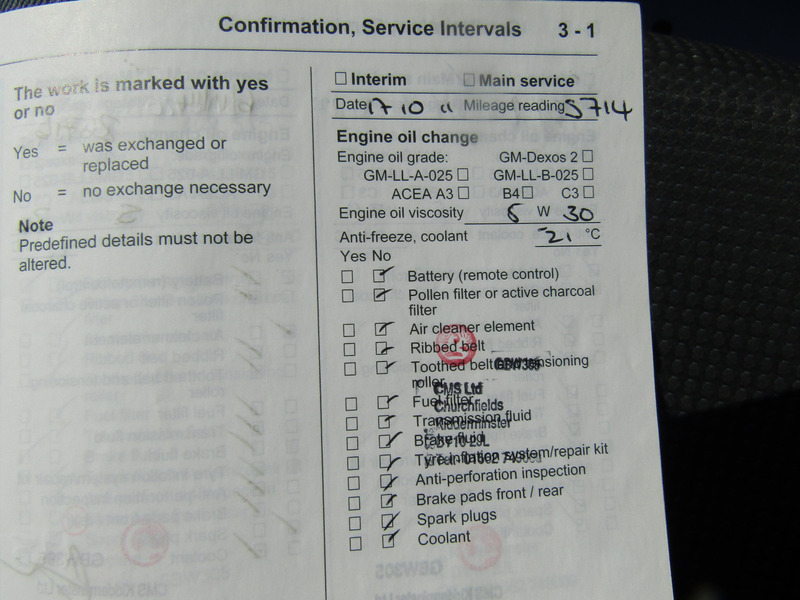 Confirmation, Service Intervals 3 - 1
The work is marked with yes
or no
Yes = was exchanged or
replaced
No = no exchange necessary
Note
Predefined details must not be
altered.
Interim Main service
Date 17 10 11 Mileage reading 5714
Engine oil change
Engine oil grade: GM-Dexos 2
GM-LL-A-025 GM-LL-B-025
ACEA A3 B4 C3
Engine oil viscosity 5 W 30
Anti-freeze, coolant -21 °C
Yes No
Battery (remote control)
Pollen filter or active charcoal
filter
Air cleaner element
Ribbed belt
Toothed belt tensioning
roller
CMS Ltd
Fuel filter
Churchfields
Transmission fluid
Kidderminster
Brake fluid
Tyre inflation system/repair kit
Anti-perforation inspection
Brake pads front / rear
Spark plugs
Coolant